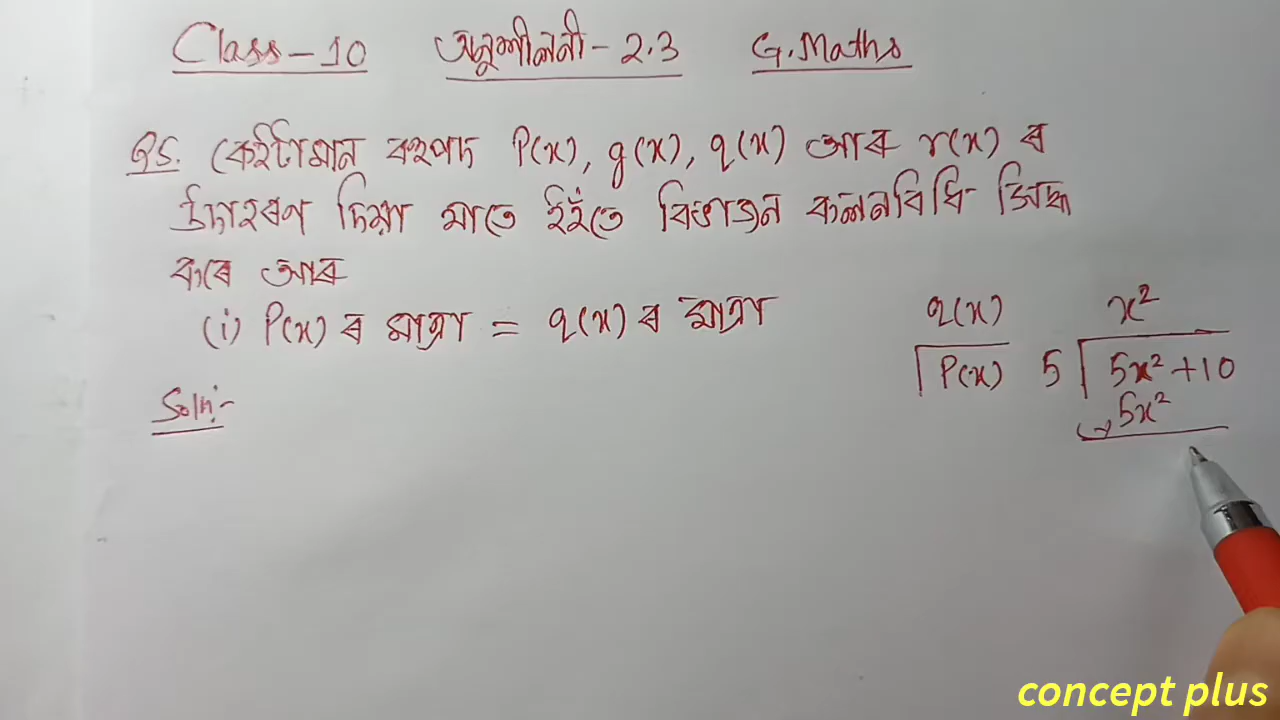 Class-10 অনুশীলনী-2.3 G.Maths
Q5. কেইটামান বহুপদ P(x), g(x), q(x) আৰু r(x) ৰ
উদাহৰণ দিয়া যাতে ইহঁতে বিভাজন কলনবিধি সিদ্ধ
কৰে আৰু
(i) P(x) ৰ মাত্ৰা = q(x) ৰ মাত্ৰা
q(x) x²
P(x) 5 5x²+10
5x²
(-)
Soln:-
concept plus